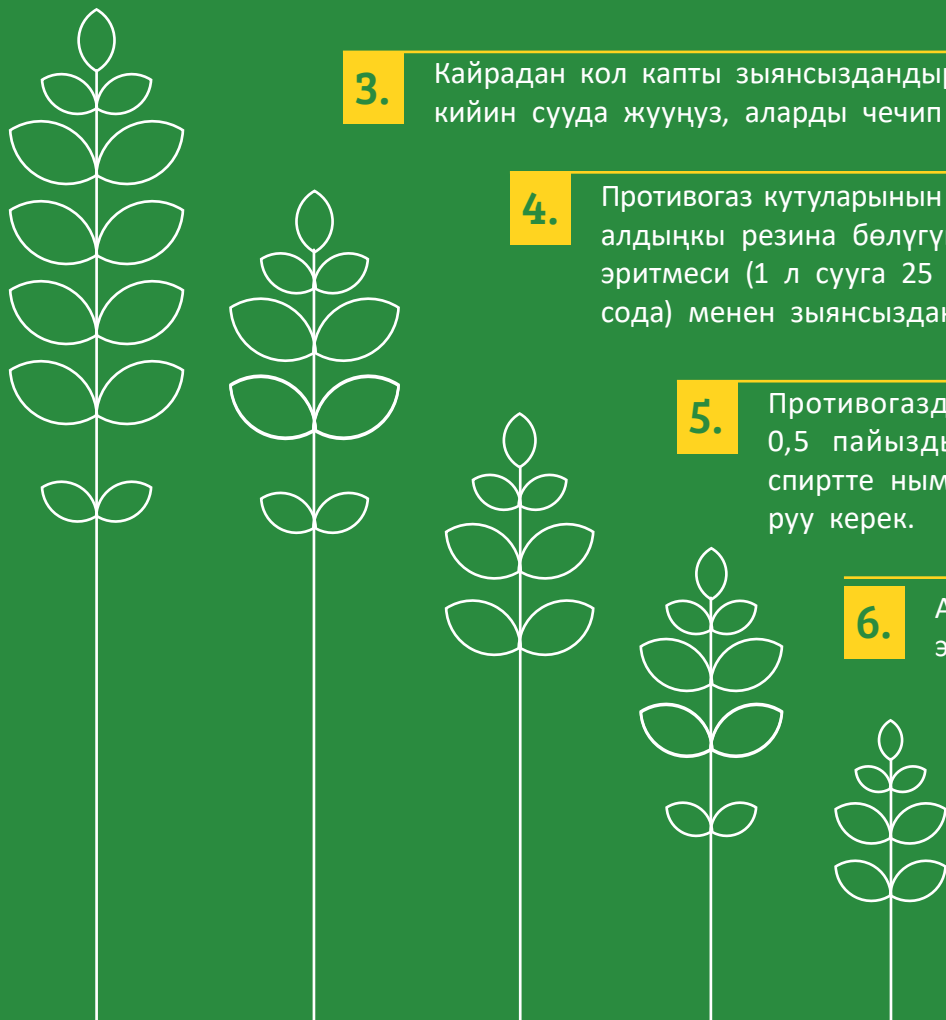 3. Кайрадан кол капты зыянсыздандыр
кийин сууда жууңуз, аларды чечип
4. Противогаз кутуларынын
алдыңкы резина бөлүгү
эритмеси (1 л сууга 25
сода) менен зыянсыздан
5. Противогазд
0,5 пайызды
спиртте ным
руу керек.
6. А
э